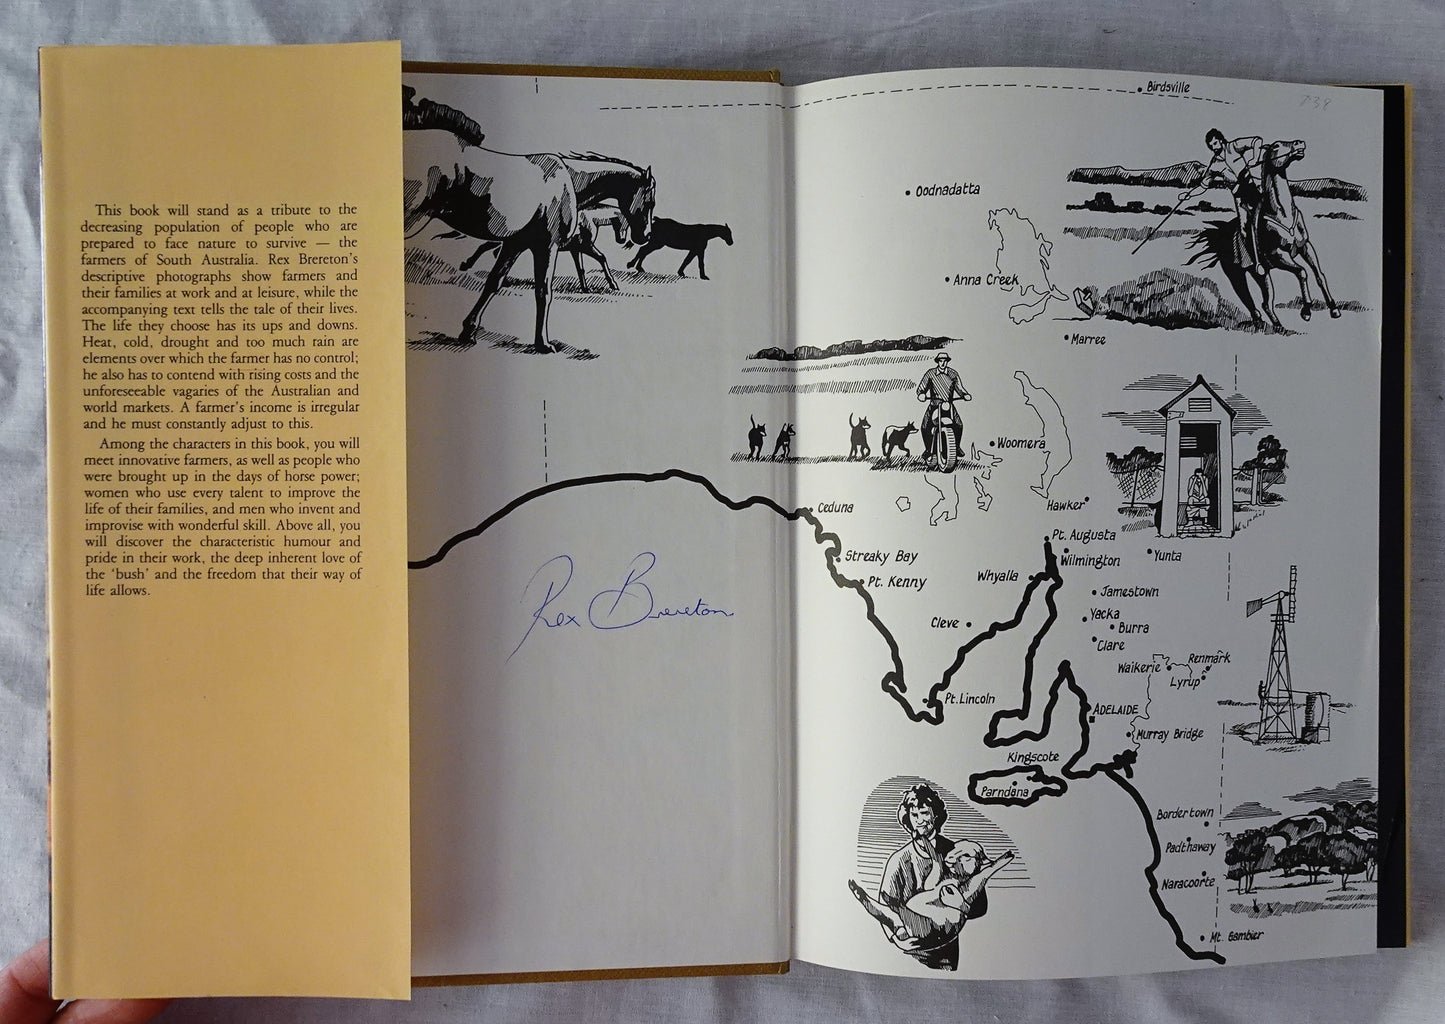 This book will stand as a tribute to the
decreasing population of people who are
prepared to face nature to survive — the
farmers of South Australia. Rex Brereton's
descriptive photographs show farmers and
their families at work and at leisure, while the
accompanying text tells the tale of their lives.
The life they choose has its ups and downs.
Heat, cold, drought and too much rain are
elements over which the farmer has no control;
he also has to contend with rising costs and the
unforeseeable vagaries of the Australian and
world markets. A farmer's income is irregular
and he must constantly adjust to this.
Among the characters in this book, you will
meet innovative farmers, as well as people who
were brought up in the days of horse power;
women who use every talent to improve the
life of their families, and men who invent and
improvise with wonderful skill. Above all, you
will discover the characteristic humour and
pride in their work, the deep inherent love of
the 'bush' and the freedom that their way of
life allows.
Rex Brereton
Birdsville
Oodnadatta
Anna Creek
Marree
Woomera
Hawker
Ceduna
Pt. Augusta
Streaky Bay
Wilmington
Yunta
Whyalla
Pt. Kenny
Jamestown
Yacka
Cleve
Burra
Clare
Waikerie
Renmark
Lyrup
Pt. Lincoln
ADELAIDE
Murray Bridge
Kingscote
Parndana
Bordertown
Padthaway
Naracoorte
Mt. Gambier